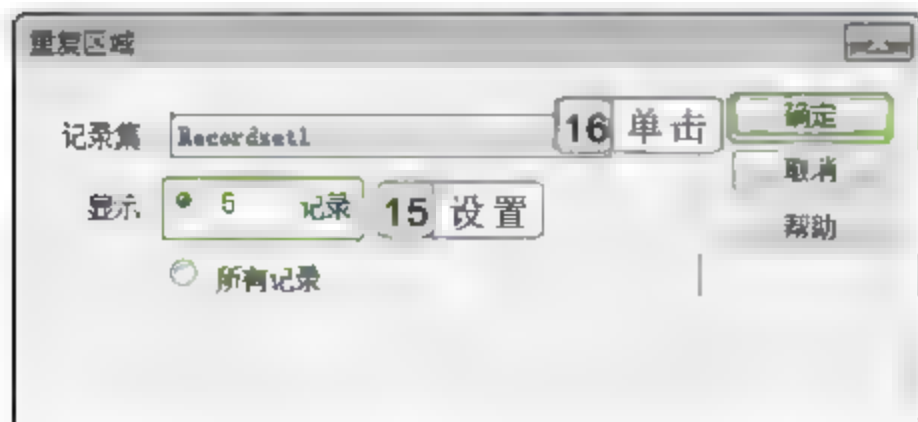 重复区域
记录集 Recordset1 16 单击 确定
取消
显示 5 记录 15 设置
帮助
所有记录